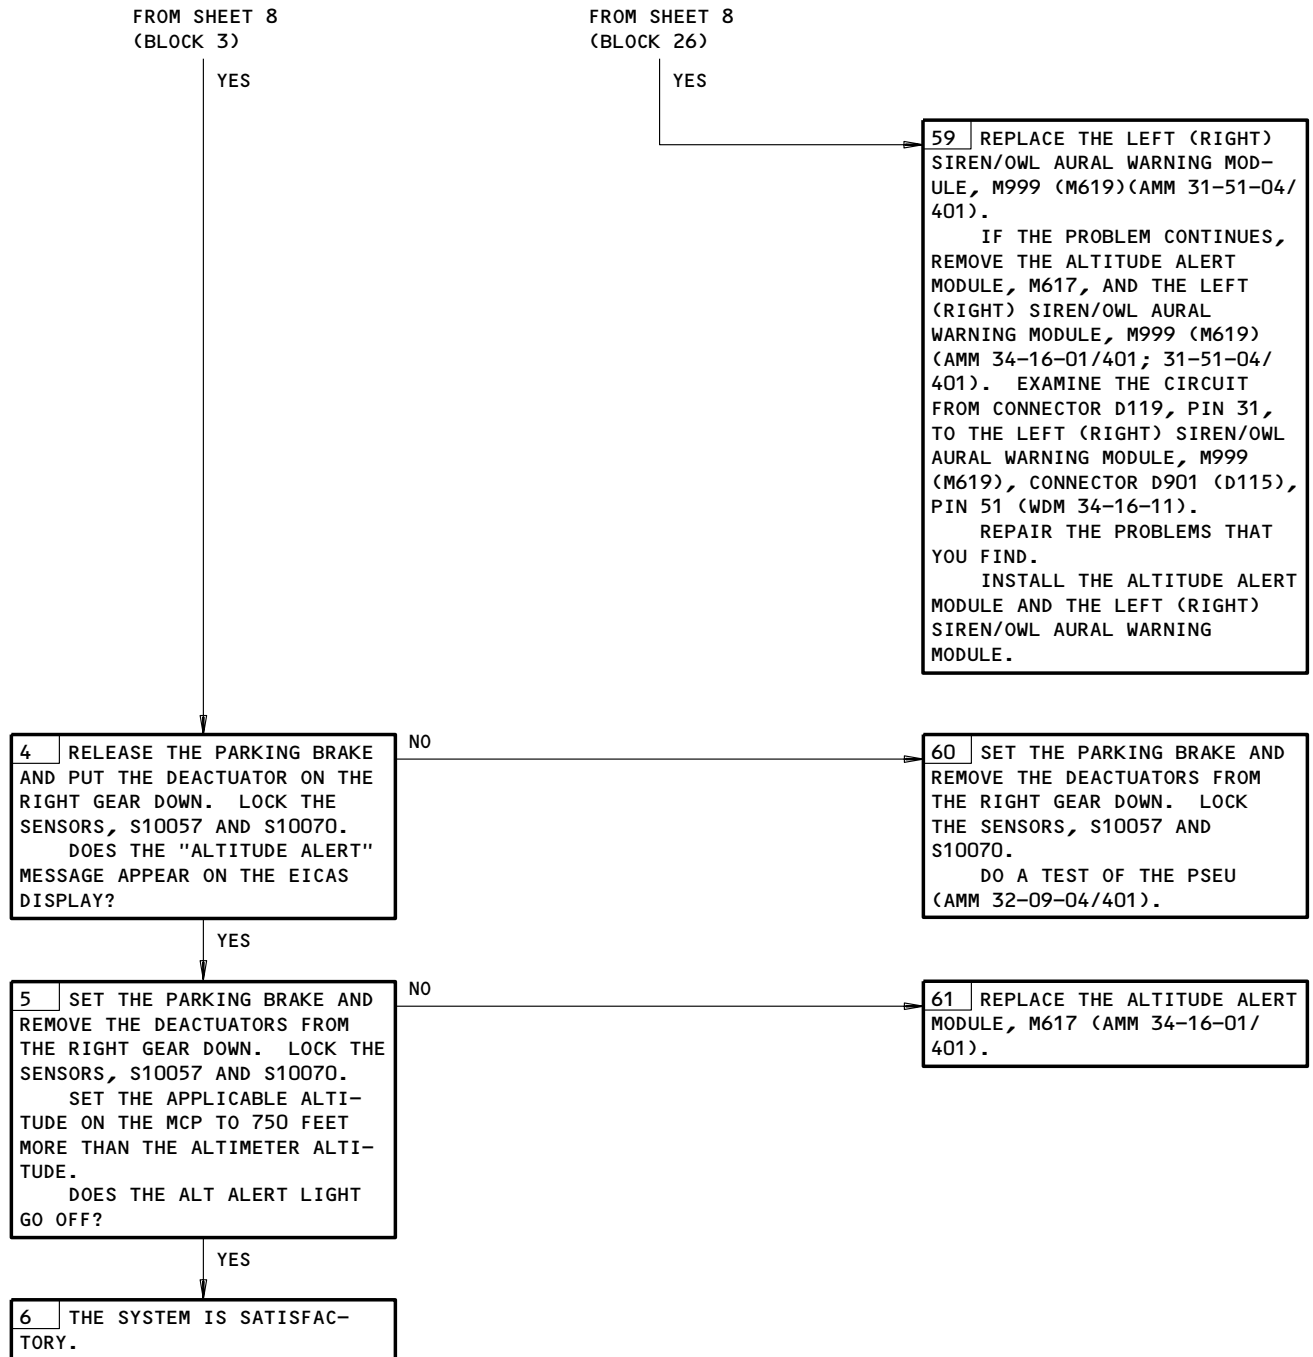 FROM SHEET 8
(BLOCK 3)
YES
FROM SHEET 8
(BLOCK 26)
YES
59 REPLACE THE LEFT (RIGHT)
SIREN/OWL AURAL WARNING MOD-
ULE, M999 (M619)(AMM 31-51-04/
401).
IF THE PROBLEM CONTINUES,
REMOVE THE ALTITUDE ALERT
MODULE, M617, AND THE LEFT
(RIGHT) SIREN/OWL AURAL
WARNING MODULE, M999 (M619)
(AMM 34-16-01/401; 31-51-04/
401). EXAMINE THE CIRCUIT
FROM CONNECTOR D119, PIN 31,
TO THE LEFT (RIGHT) SIREN/OWL
AURAL WARNING MODULE, M999
(M619), CONNECTOR D901 (D115),
PIN 51 (WDM 34-16-11).
REPAIR THE PROBLEMS THAT
YOU FIND.
INSTALL THE ALTITUDE ALERT
MODULE AND THE LEFT (RIGHT)
SIREN/OWL AURAL WARNING
MODULE.
4 RELEASE THE PARKING BRAKE
AND PUT THE DEACTUATOR ON THE
RIGHT GEAR DOWN. LOCK THE
SENSORS, S10057 AND S10070.
DOES THE "ALTITUDE ALERT"
MESSAGE APPEAR ON THE EICAS
DISPLAY?
NO
60 SET THE PARKING BRAKE AND
REMOVE THE DEACTUATORS FROM
THE RIGHT GEAR DOWN. LOCK
THE SENSORS, S10057 AND
S10070.
DO A TEST OF THE PSEU
(AMM 32-09-04/401).
YES
5 SET THE PARKING BRAKE AND
REMOVE THE DEACTUATORS FROM
THE RIGHT GEAR DOWN. LOCK THE
SENSORS, S10057 AND S10070.
SET THE APPLICABLE ALTI-
TUDE ON THE MCP TO 750 FEET
MORE THAN THE ALTIMETER ALTI-
TUDE.
DOES THE ALT ALERT LIGHT
GO OFF?
NO
61 REPLACE THE ALTITUDE ALERT
MODULE, M617 (AMM 34-16-01/
401).
YES
6 THE SYSTEM IS SATISFAC-
TORY.